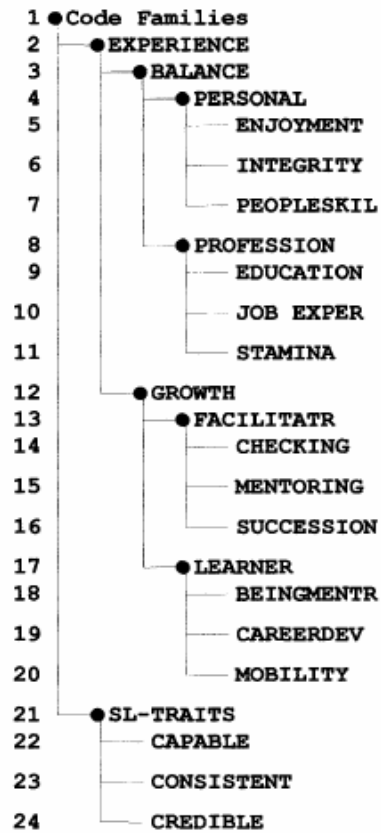 1 Code Families
2 EXPERIENCE
3 BALANCE
4 PERSONAL
5 ENJOYMENT
6 INTEGRITY
7 PEOPLESKIL
8 PROFESSION
9 EDUCATION
10 JOB EXPER
11 STAMINA
12 GROWTH
13 FACILITATR
14 CHECKING
15 MENTORING
16 SUCCESSION
17 LEARNER
18 BEINGMENTR
19 CAREERDEV
20 MOBILITY
21 SL-TRAITS
22 CAPABLE
23 CONSISTENT
24 CREDIBLE